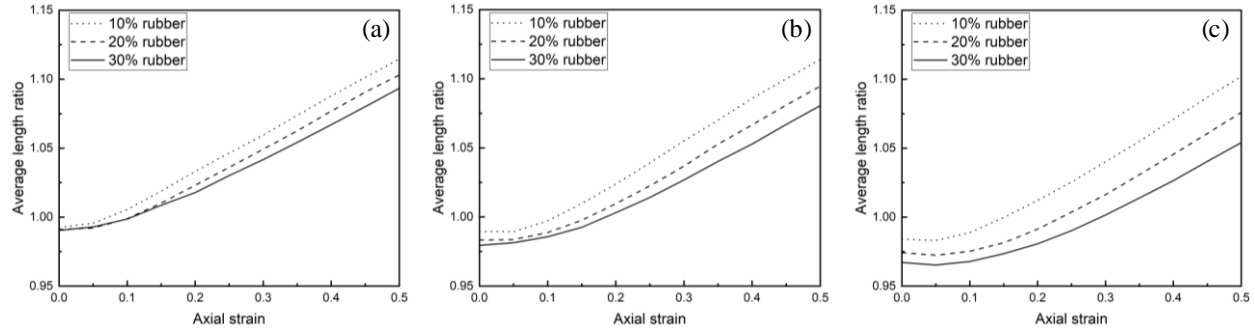 (a)
10% rubber
20% rubber
30% rubber
1.15
1.10
1.05
1.00
0.95
Average length ratio
0.0 0.1 0.2 0.3 0.4 0.5
Axial strain
(b)
10% rubber
20% rubber
30% rubber
1.15
1.10
1.05
1.00
0.95
Average length ratio
0.0 0.1 0.2 0.3 0.4 0.5
Axial strain
(c)
10% rubber
20% rubber
30% rubber
1.15
1.10
1.05
1.00
0.95
Average length ratio
0.0 0.1 0.2 0.3 0.4 0.5
Axial strain